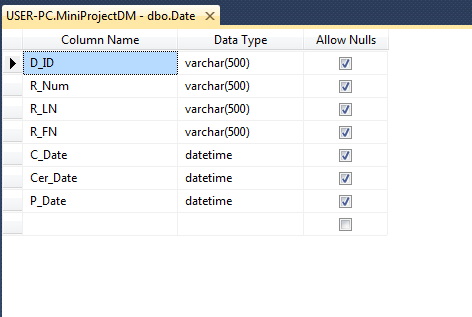 USER-PC.MiniProjectDM - dbo.Date
Column Name Data Type Allow Nulls
D_ID varchar(500)
R_Num varchar(500)
R_LN varchar(500)
R_FN varchar(500)
C_Date datetime
Cer_Date datetime
P_Date datetime